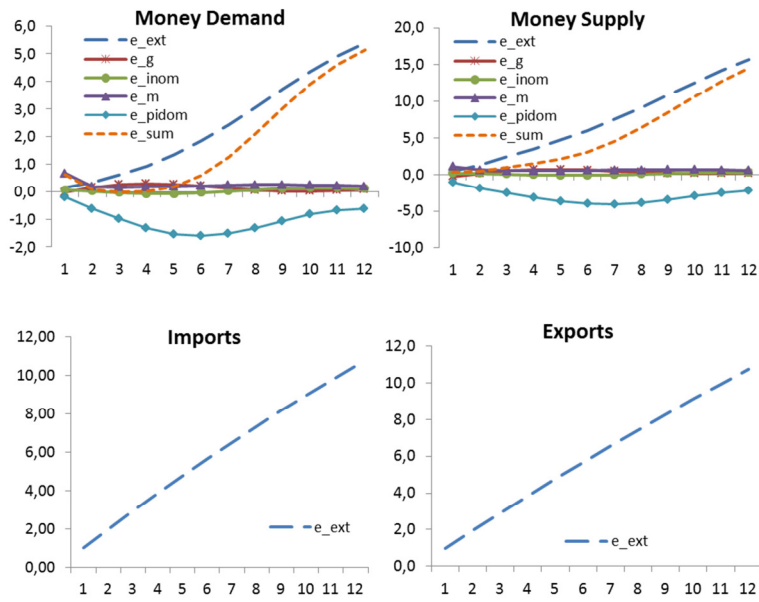 Money Demand
6,0
5,0
4,0
3,0
2,0
1,0
0,0
-1,0
-2,0
e_ext
e_g
e_inom
e_m
e_pidom
e_sum
1 2 3 4 5 6 7 8 9 10 11 12
Money Supply
20,0
15,0
10,0
5,0
0,0
-5,0
-10,0
e_ext
e_g
e_inom
e_m
e_pidom
e_sum
1 2 3 4 5 6 7 8 9 10 11 12
Imports
12,00
10,00
8,00
6,00
4,00
2,00
0,00
e_ext
1 2 3 4 5 6 7 8 9 10 11 12
Exports
12,0
10,0
8,0
6,0
4,0
2,0
0,0
e_ext
1 2 3 4 5 6 7 8 9 10 11 12